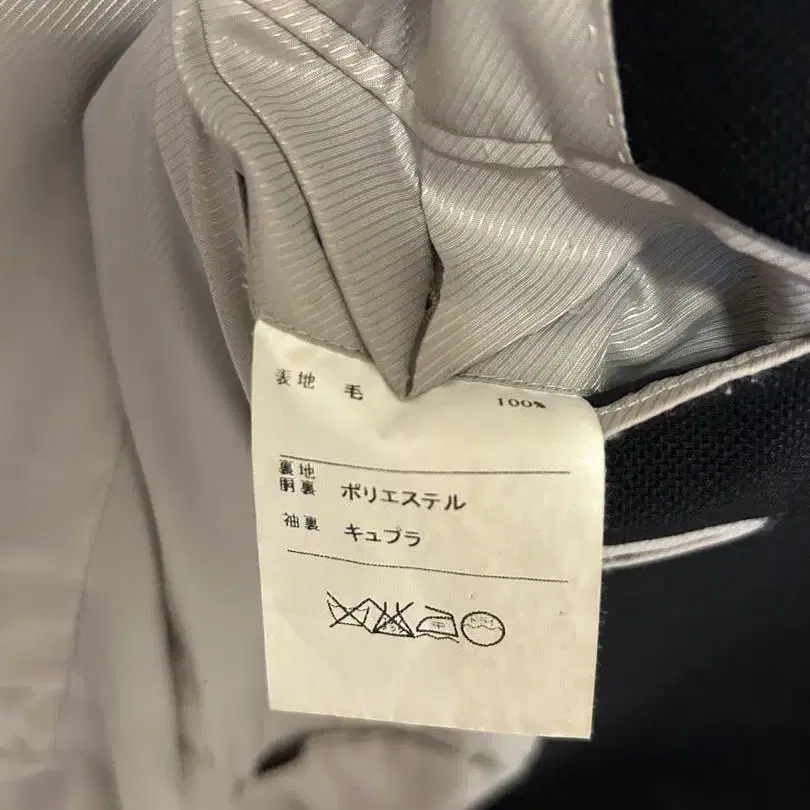 表地 毛 100%
裏地
胴裏 ポリエステル
袖裏 キュプラ
中